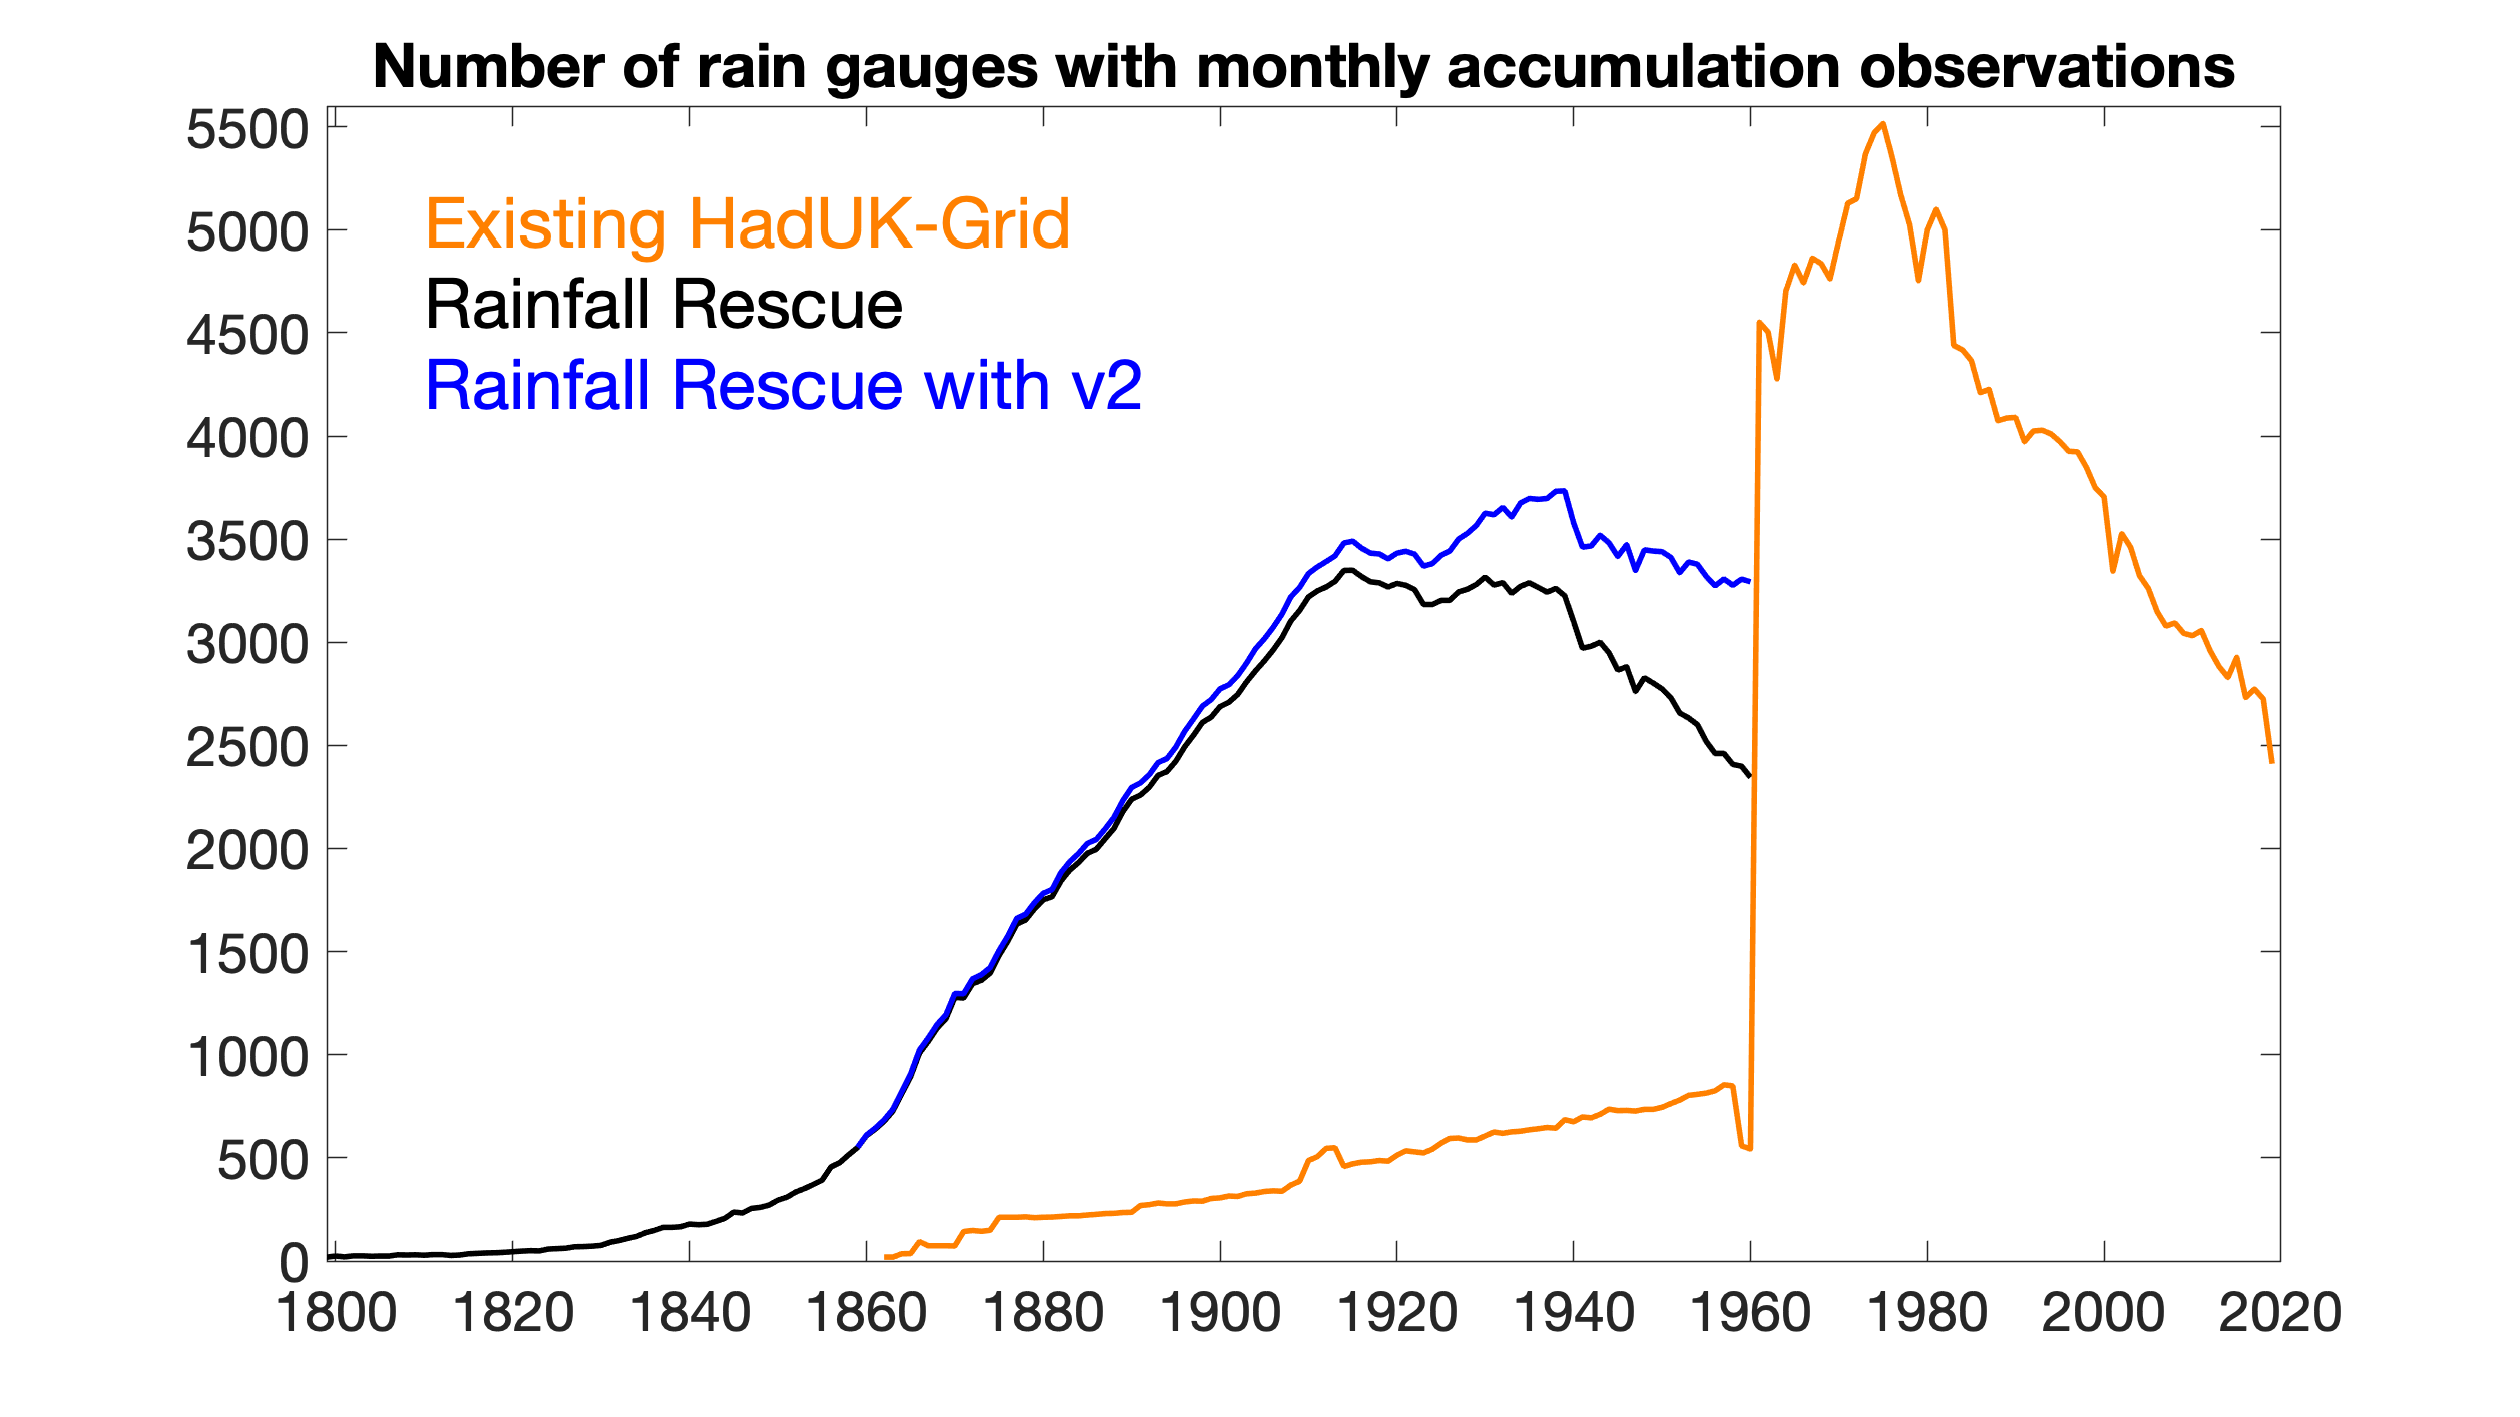 Number of rain gauges with monthly accumulation observations
5500
5000
Existing HadUK-Grid
Rainfall Rescue
4500
Rainfall Rescue with v2
4000
3500
3000
2500
2000
1500
1000
500
0
1800 1820 1840 1860 1880 1900 1920 1940 1960 1980 2000 2020